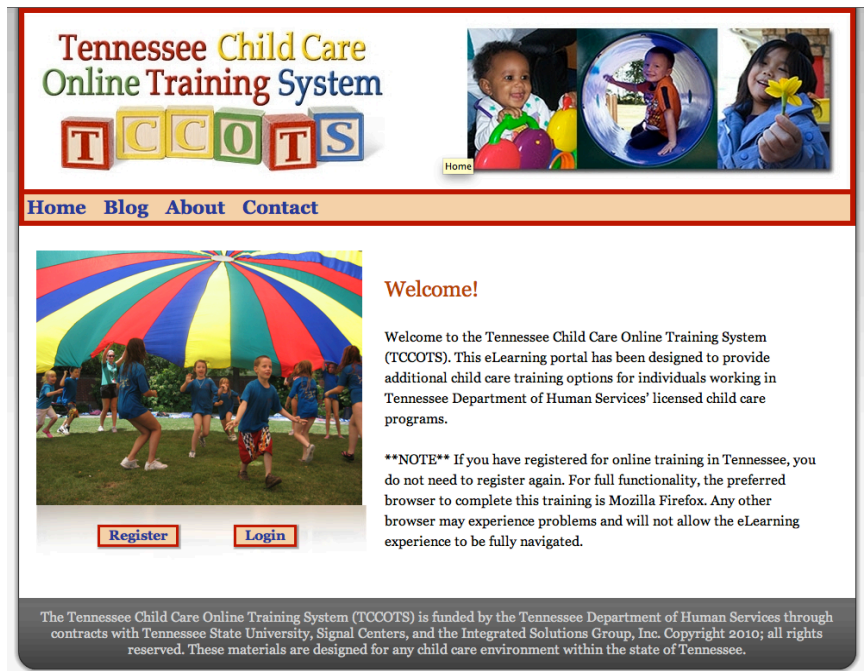 Tennessee Child Care
Online Training System
TCCOTS
Home
Home Blog About Contact
Welcome!
Welcome to the Tennessee Child Care Online Training System
(TCCOTS). This eLearning portal has been designed to provide
additional child care training options for individuals working in
Tennessee Department of Human Services' licensed child care
programs.
**NOTE** If you have registered for online training in Tennessee, you
do not need to register again. For full functionality, the preferred
browser to complete this training is Mozilla Firefox. Any other
browser may experience problems and will not allow the eLearning
experience to be fully navigated.
Register Login
The Tennessee Child Care Online Training System (TCCOTS) is funded by the Tennessee Department of Human Services through
contracts with Tennessee State University, Signal Centers, and the Integrated Solutions Group, Inc. Copyright 2010; all rights
reserved. These materials are designed for any child care environment within the state of Tennessee.